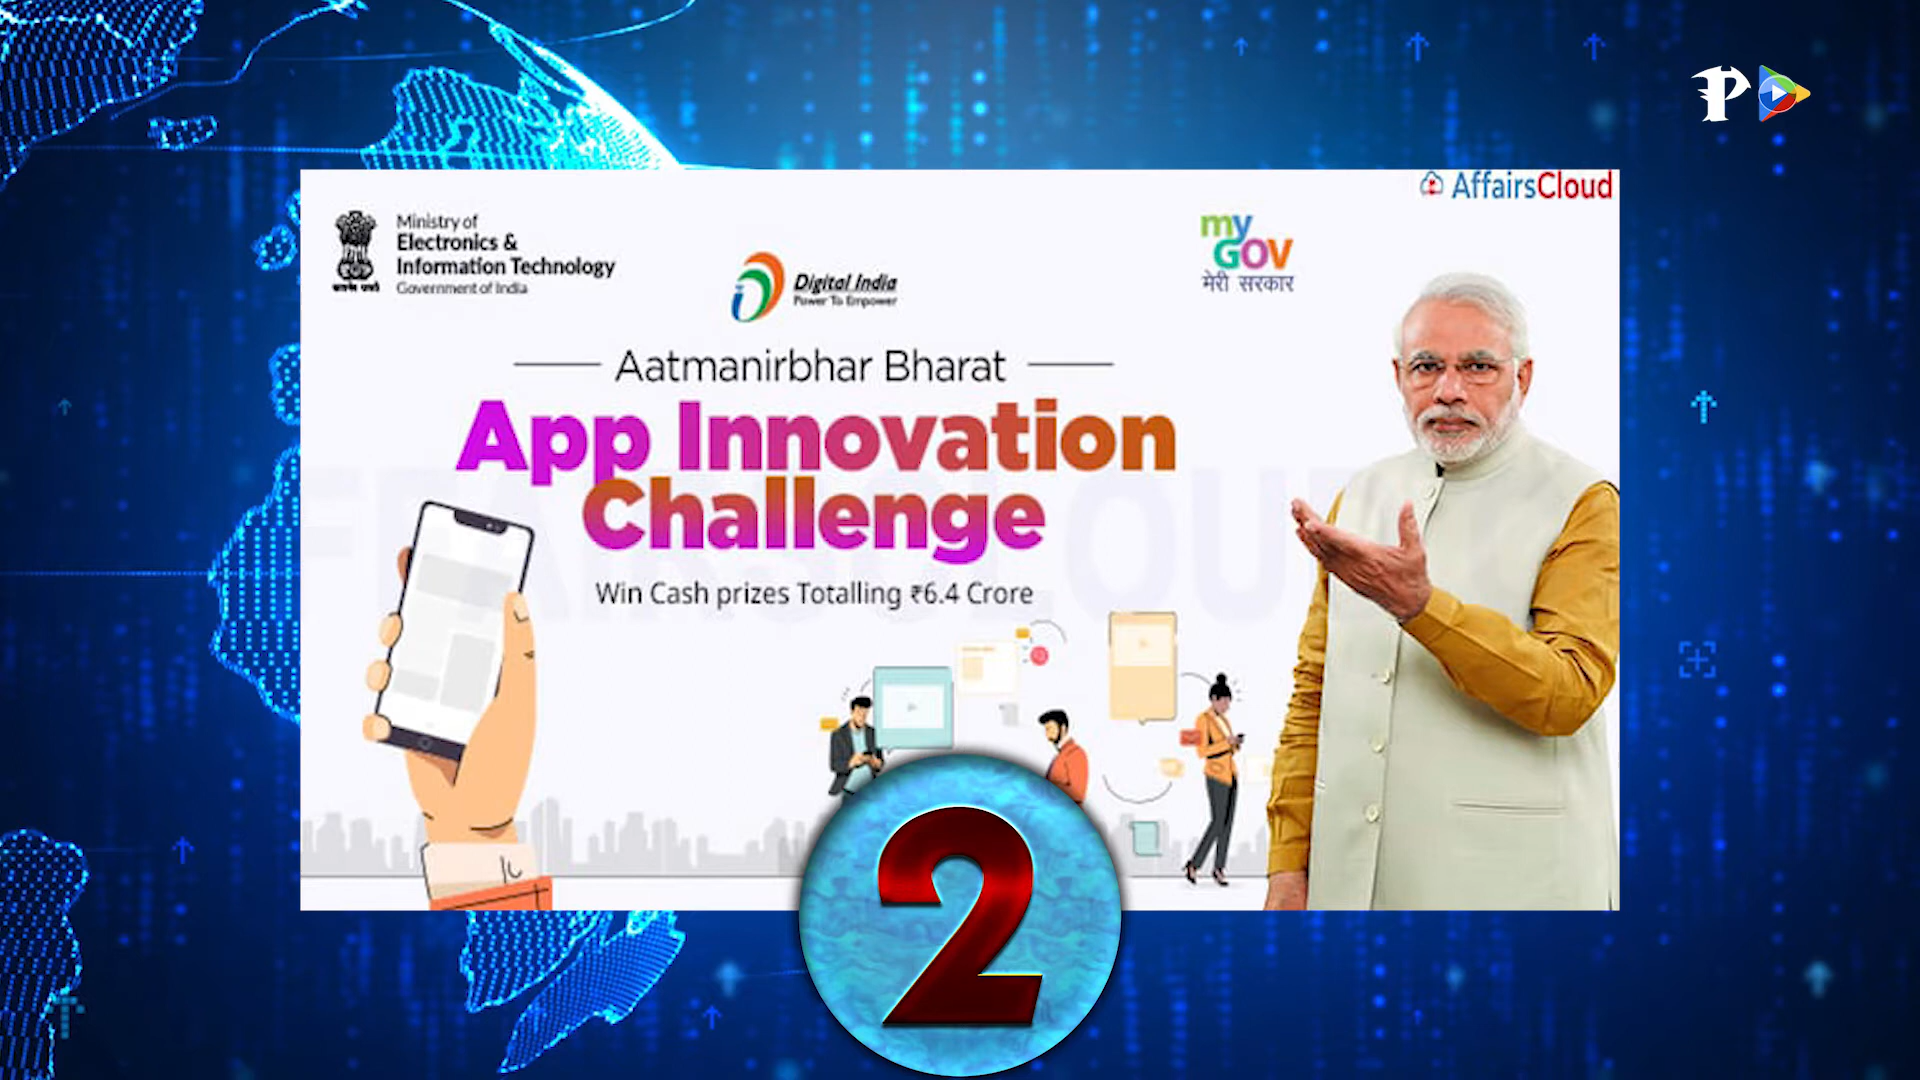 P
AffairsCloud
Ministry of
Electronics &
Information Technology
Government of India
Digital India
Power To Empower
my
GOV
मेरी सरकार
Aatmanirbhar Bharat
App Innovation
Challenge
Win Cash prizes Totalling ₹6.4 Crore
2